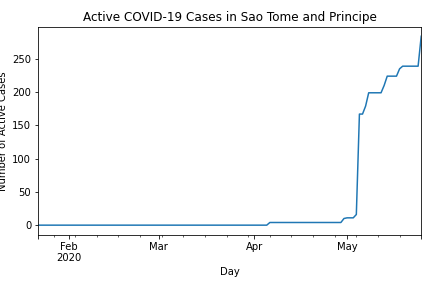 Active COVID-19 Cases in Sao Tome and Principe
Number of Active Cases
250
200
150
100
50
0
Feb
2020
Mar
Apr
May
Day